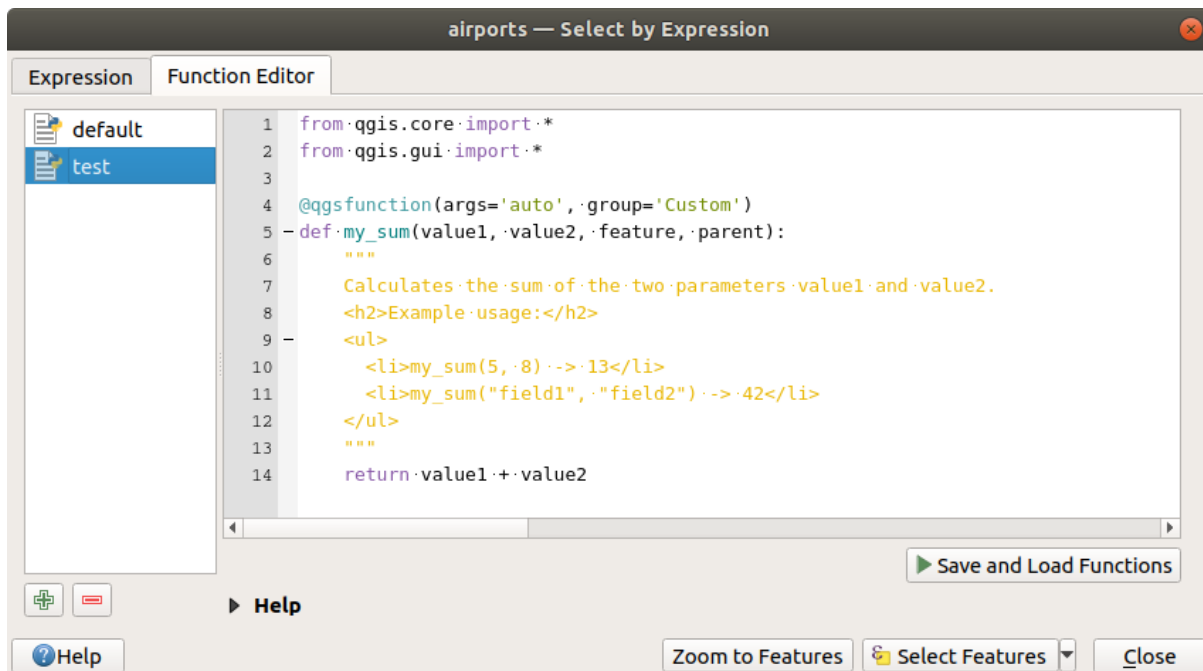 airports — Select by Expression
Expression
Function Editor
default
test
1 from qgis.core import *
2 from qgis.gui import *
3
4 @qgsfunction(args='auto', group='Custom')
5 def my_sum(value1, value2, feature, parent):
6     """
7     Calculates the sum of the two parameters value1 and value2.
8     <h2>Example usage:</h2>
9     <ul>
10       <li>my_sum(5, 8) -> 13</li>
11       <li>my_sum("field1", "field2") -> 42</li>
12     </ul>
13     """
14     return value1 + value2
Save and Load Functions
Help
Help
Zoom to Features
Select Features
Close